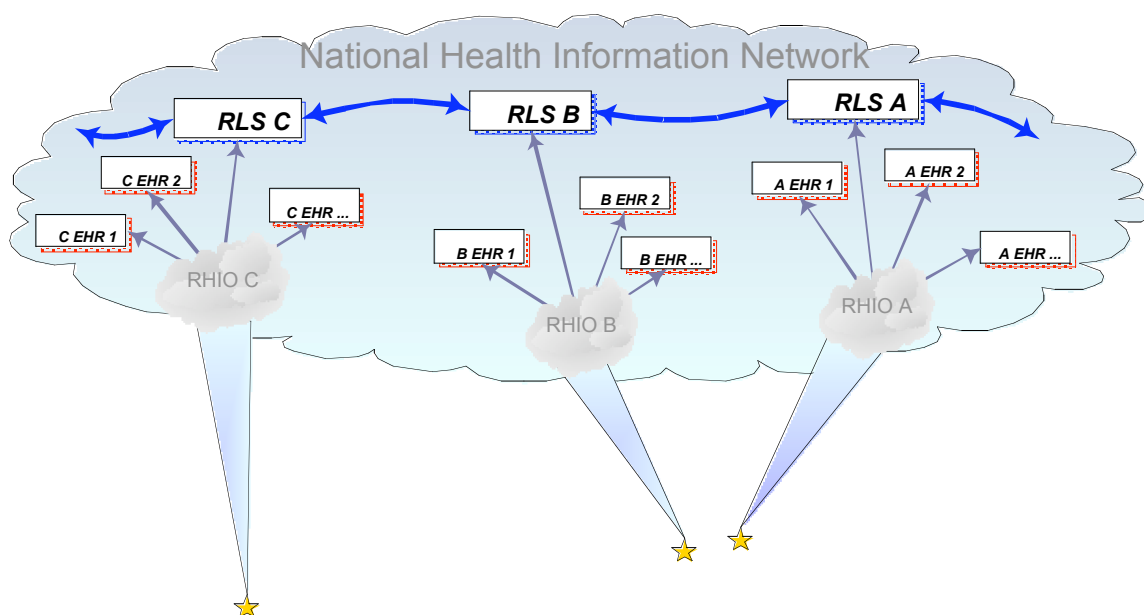 National Health Information Network
RLS C
RLS B
RLS A
C EHR 2
C EHR 1
C EHR ...
B EHR 2
B EHR 1
B EHR ...
A EHR 1
A EHR 2
A EHR ...
RHIO C
RHIO B
RHIO A